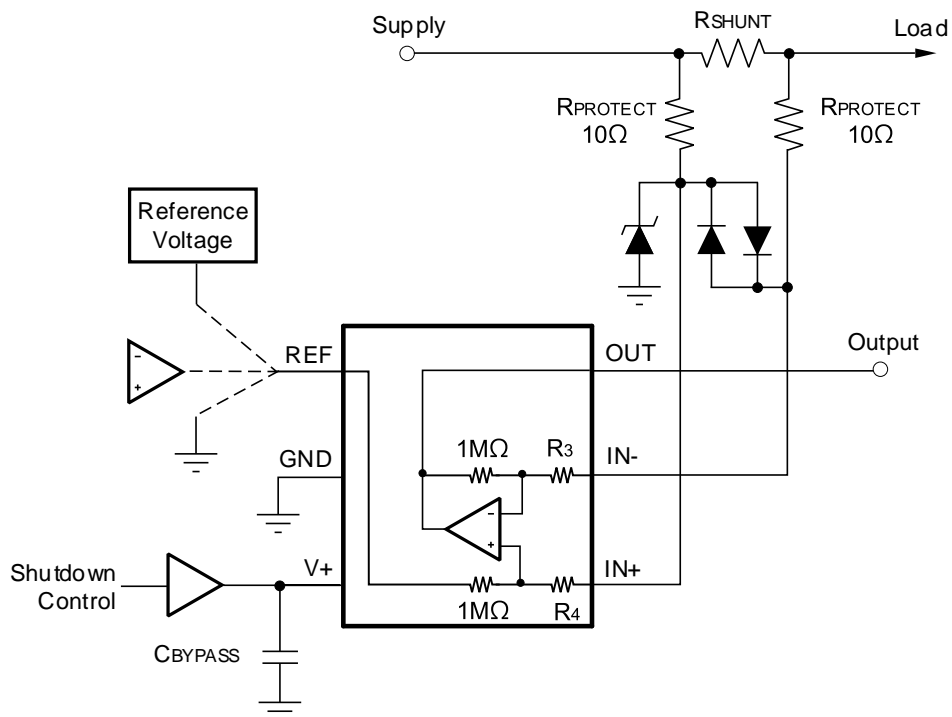 Supply
RSHUNT
Load
RPROTECT
10Ω
RPROTECT
10Ω
Reference
Voltage
REF
OUT
Output
-
+
GND
1MΩ
R3
IN-
-
+
Shutdown
Control
V+
IN+
1MΩ
R4
CBYPASS